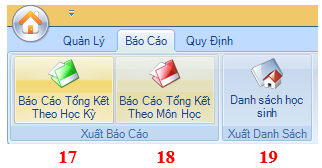 Quản Lý Báo Cáo Quy Định
Báo Cáo Tổng Kết Theo Học Kỳ
Báo Cáo Tổng Kết Theo Môn Học
Danh sách học sinh
Xuất Báo Cáo Xuất Danh Sách
17 18 19